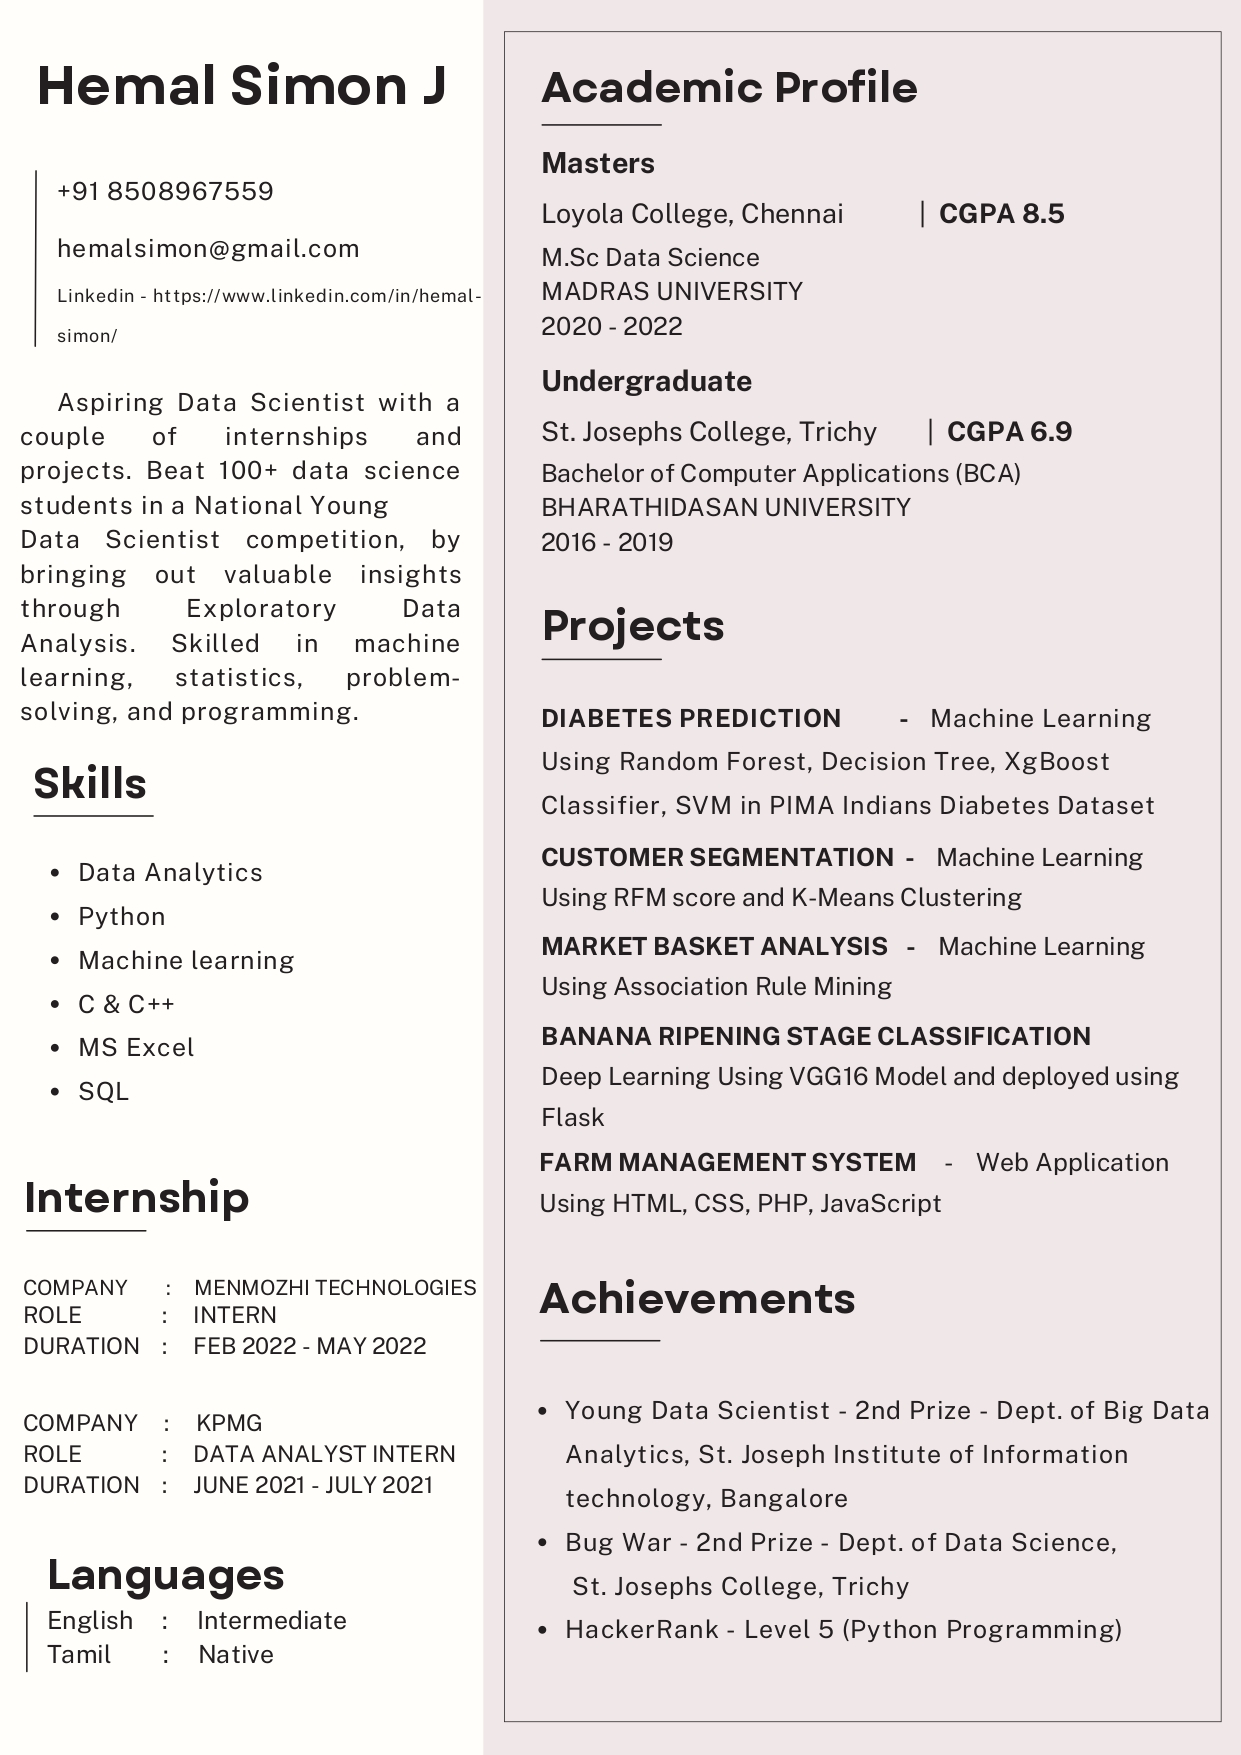 Hemal Simon J
+91 8508967559
hemalsimon@gmail.com
Linkedin - https://www.linkedin.com/in/hemal-
simon/
Aspiring Data Scientist with a
couple of internships and
projects. Beat 100+ data science
students in a National Young
Data Scientist competition, by
bringing out valuable insights
through Exploratory Data
Analysis. Skilled in machine
learning, statistics, problem-
solving, and programming.
Skills
• Data Analytics
• Python
• Machine learning
• C & C++
• MS Excel
• SQL
Internship
COMPANY : MENMOZHI TECHNOLOGIES
ROLE : INTERN
DURATION : FEB 2022 - MAY 2022
COMPANY : KPMG
ROLE : DATA ANALYST INTERN
DURATION : JUNE 2021 - JULY 2021
Languages
English : Intermediate
Tamil : Native
Academic Profile
Masters
Loyola College, Chennai | CGPA 8.5
M.Sc Data Science
MADRAS UNIVERSITY
2020 - 2022
Undergraduate
St. Josephs College, Trichy | CGPA 6.9
Bachelor of Computer Applications (BCA)
BHARATHIDASAN UNIVERSITY
2016 - 2019
Projects
DIABETES PREDICTION - Machine Learning
Using Random Forest, Decision Tree, XgBoost
Classifier, SVM in PIMA Indians Diabetes Dataset
CUSTOMER SEGMENTATION - Machine Learning
Using RFM score and K-Means Clustering
MARKET BASKET ANALYSIS - Machine Learning
Using Association Rule Mining
BANANA RIPENING STAGE CLASSIFICATION
Deep Learning Using VGG16 Model and deployed using
Flask
FARM MANAGEMENT SYSTEM - Web Application
Using HTML, CSS, PHP, JavaScript
Achievements
• Young Data Scientist - 2nd Prize - Dept. of Big Data
Analytics, St. Joseph Institute of Information
technology, Bangalore
• Bug War - 2nd Prize - Dept. of Data Science,
St. Josephs College, Trichy
• HackerRank - Level 5 (Python Programming)